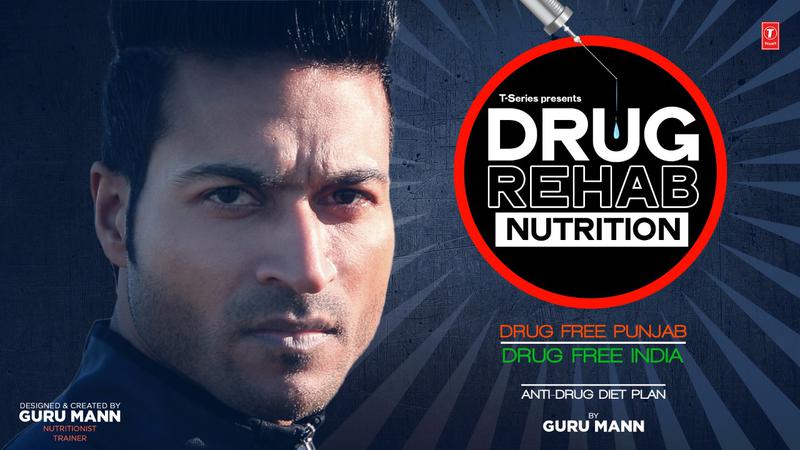 T-Series presents
DRUG
REHAB
NUTRITION
DRUG FREE PUNJAB
DRUG FREE INDIA
ANTI-DRUG DIET PLAN
BY
GURU MANN
DESIGNED & CREATED BY
GURU MANN
NUTRITIONIST
TRAINER